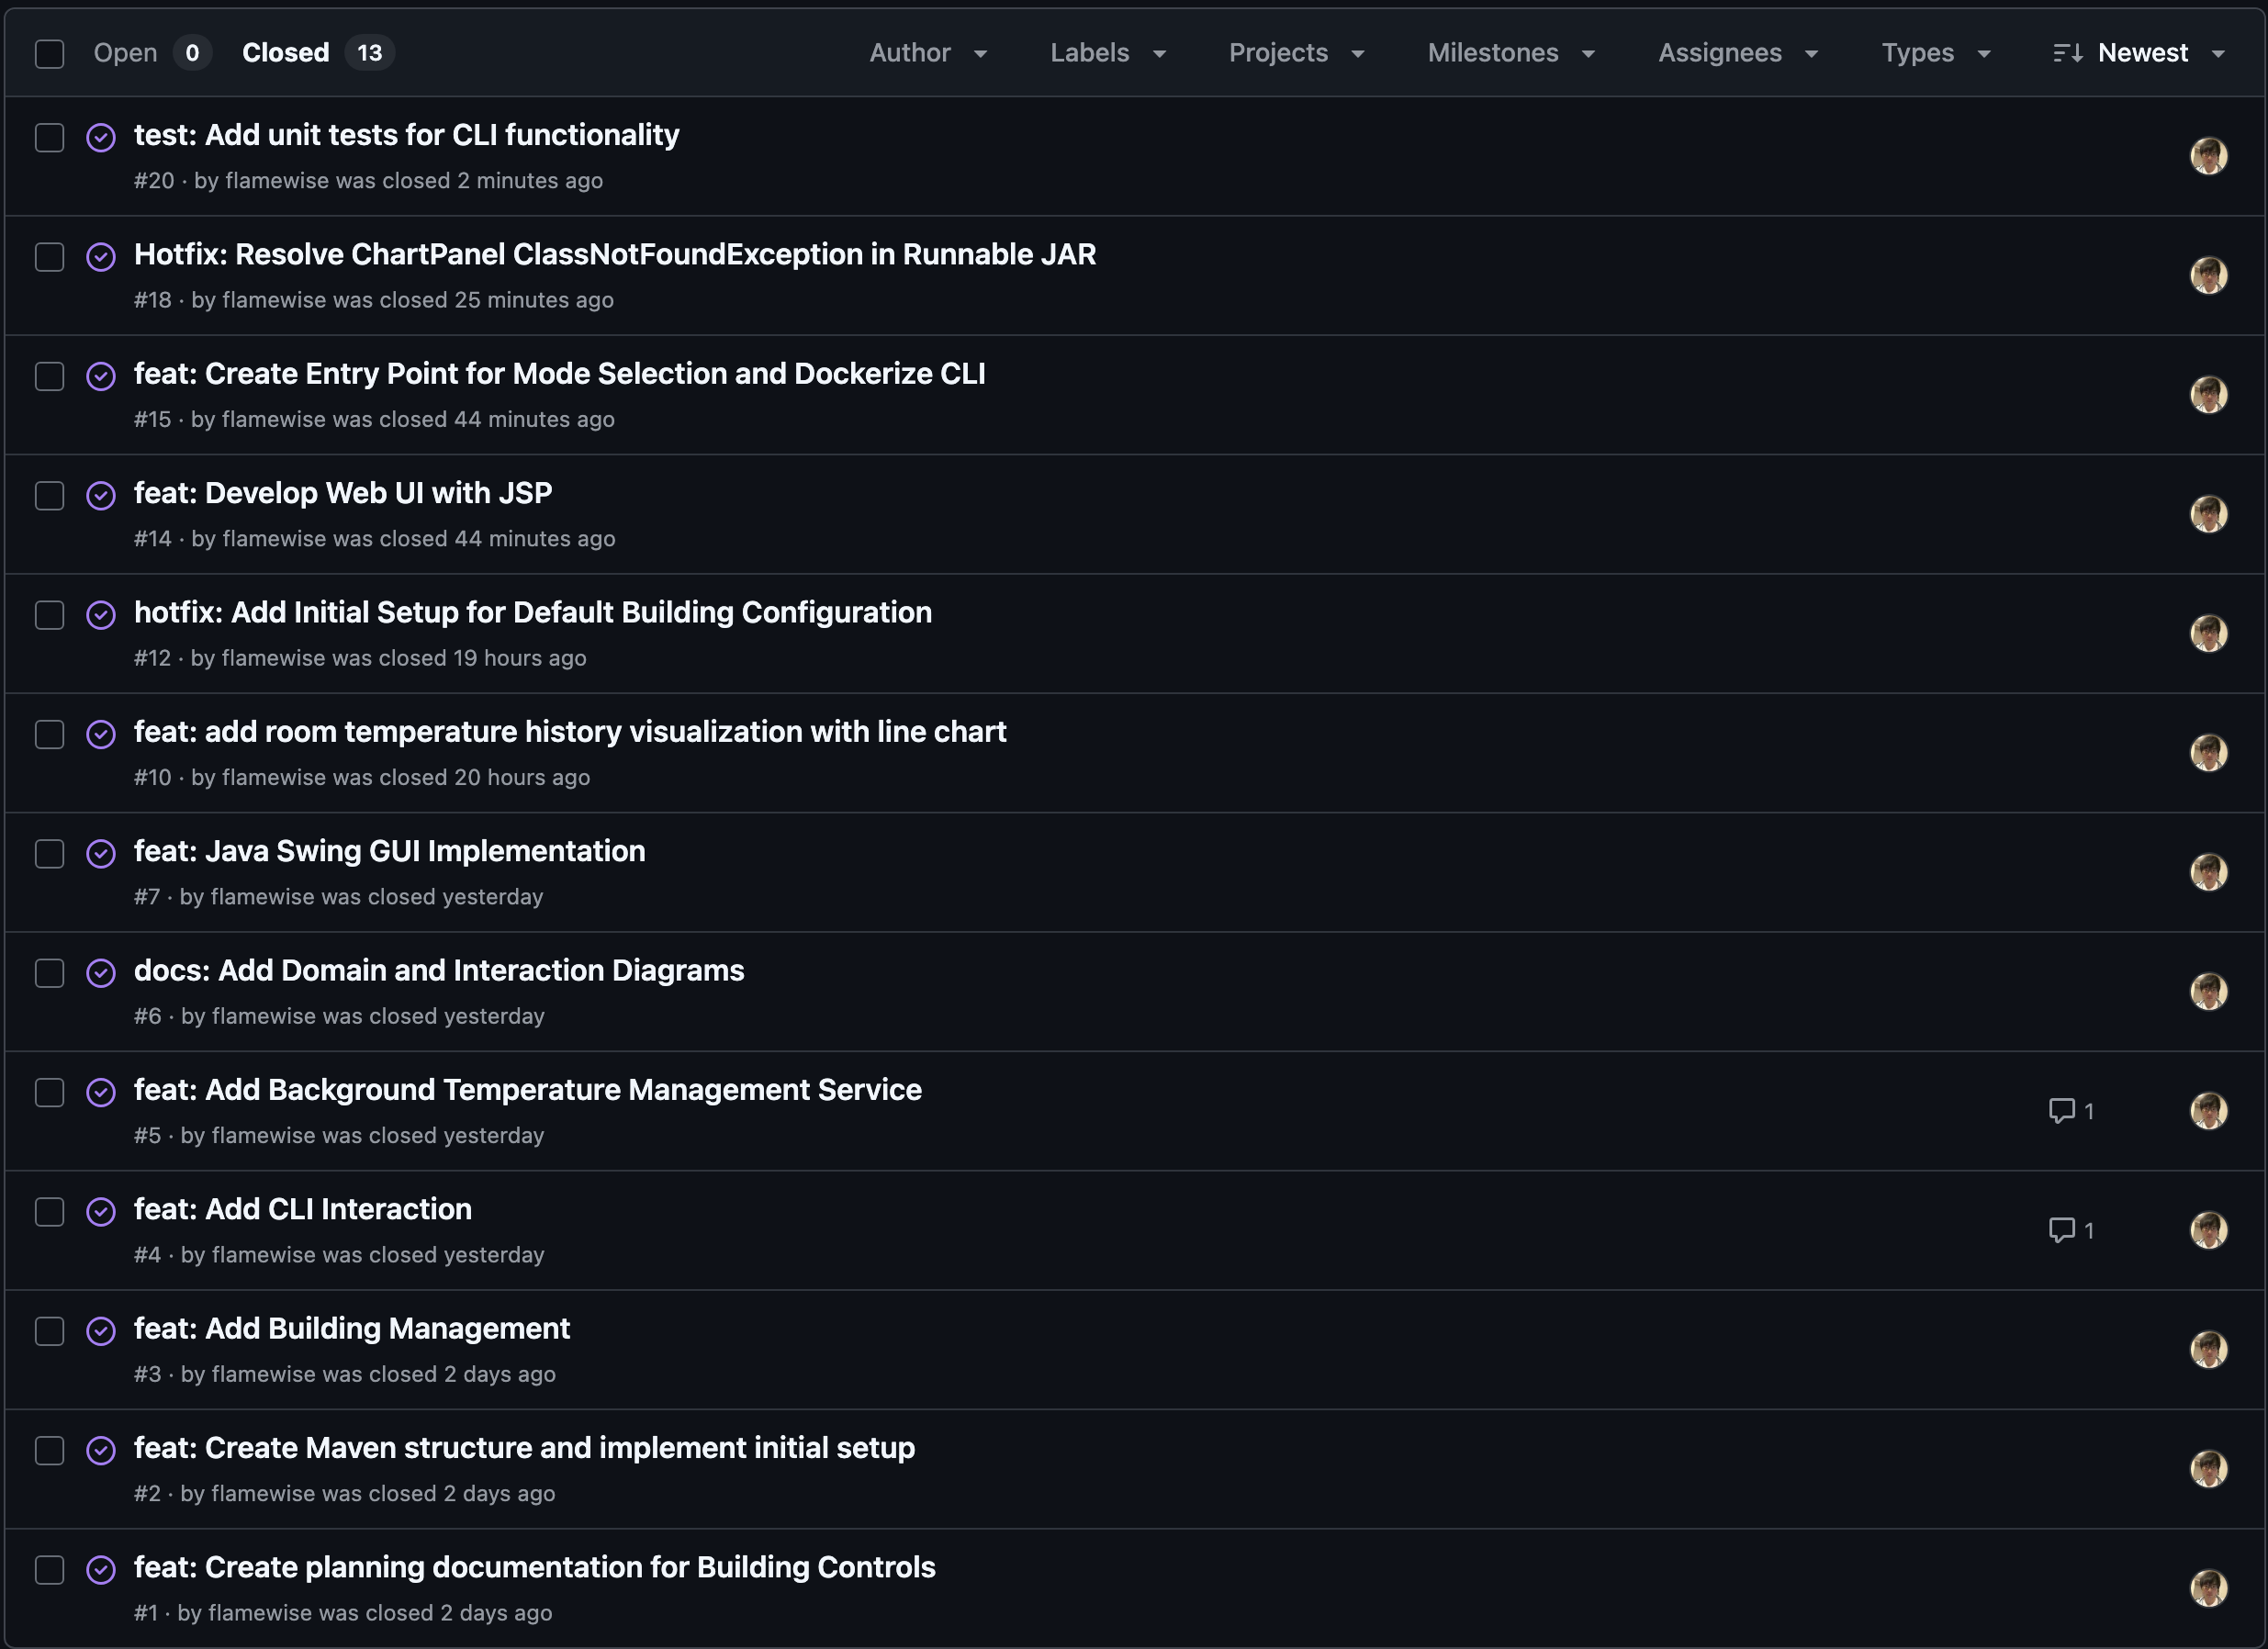 Open 0 Closed 13 Author Labels Projects Milestones Assignees Types Newest
test: Add unit tests for CLI functionality
#20 · by flamewise was closed 2 minutes ago
Hotfix: Resolve ChartPanel ClassNotFoundException in Runnable JAR
#18 · by flamewise was closed 25 minutes ago
feat: Create Entry Point for Mode Selection and Dockerize CLI
#15 · by flamewise was closed 44 minutes ago
feat: Develop Web UI with JSP
#14 · by flamewise was closed 44 minutes ago
hotfix: Add Initial Setup for Default Building Configuration
#12 · by flamewise was closed 19 hours ago
feat: add room temperature history visualization with line chart
#10 · by flamewise was closed 20 hours ago
feat: Java Swing GUI Implementation
#7 · by flamewise was closed yesterday
docs: Add Domain and Interaction Diagrams
#6 · by flamewise was closed yesterday
feat: Add Background Temperature Management Service
1
#5 · by flamewise was closed yesterday
feat: Add CLI Interaction
1
#4 · by flamewise was closed yesterday
feat: Add Building Management
#3 · by flamewise was closed 2 days ago
feat: Create Maven structure and implement initial setup
#2 · by flamewise was closed 2 days ago
feat: Create planning documentation for Building Controls
#1 · by flamewise was closed 2 days ago